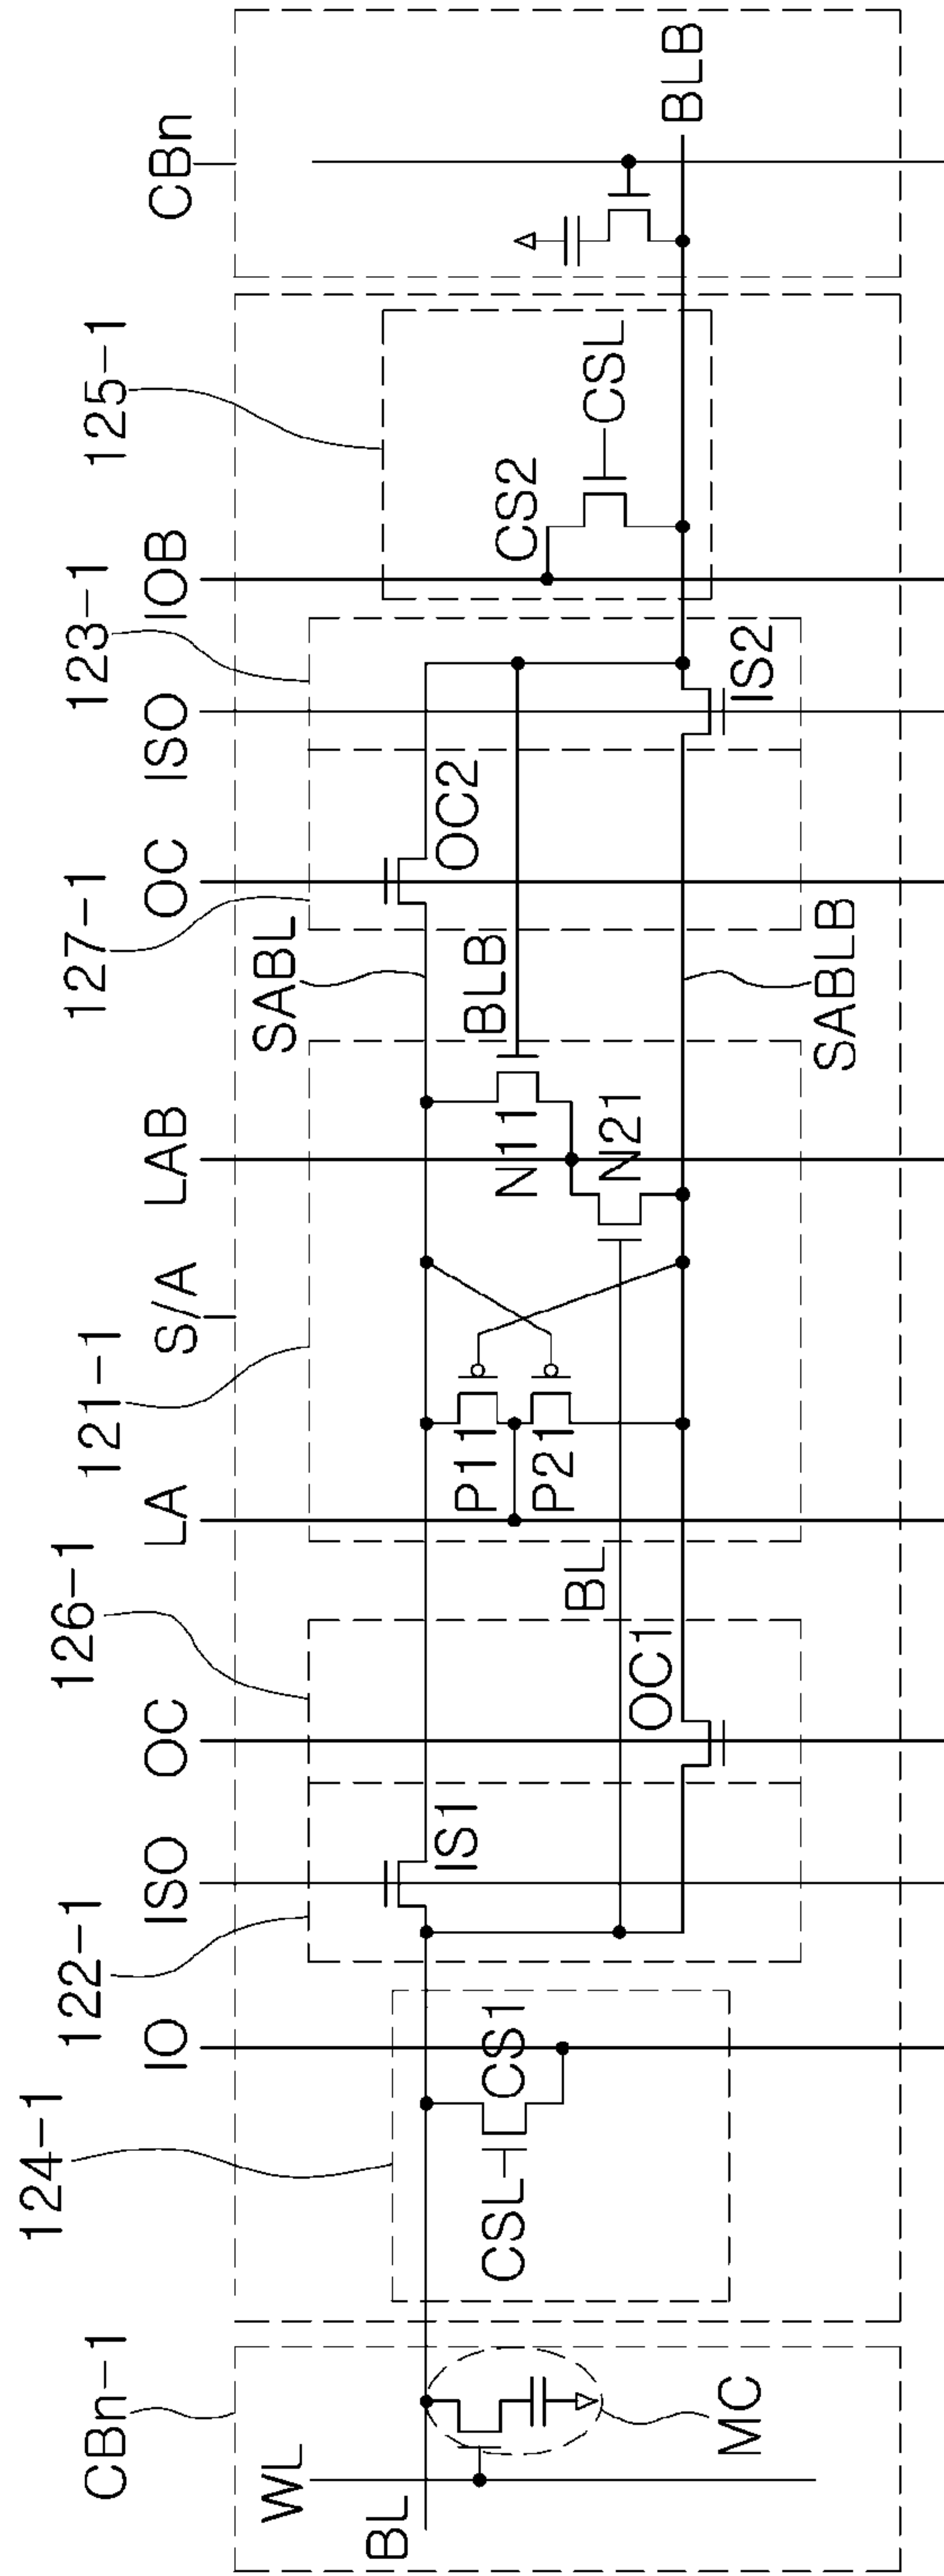 124-1
122-1
126-1
121-1
127-1
123-1
125-1
CBn-1
IO
ISO
OC
LA
S/A
LAB
OC
ISO
IOB
CBn
WL
BL
CSL
CS1
IS1
OC1
BL
P11
P21
N11
N21
SABL
BLB
SABLB
OC2
IS2
CS2
CSL
BLB
MC